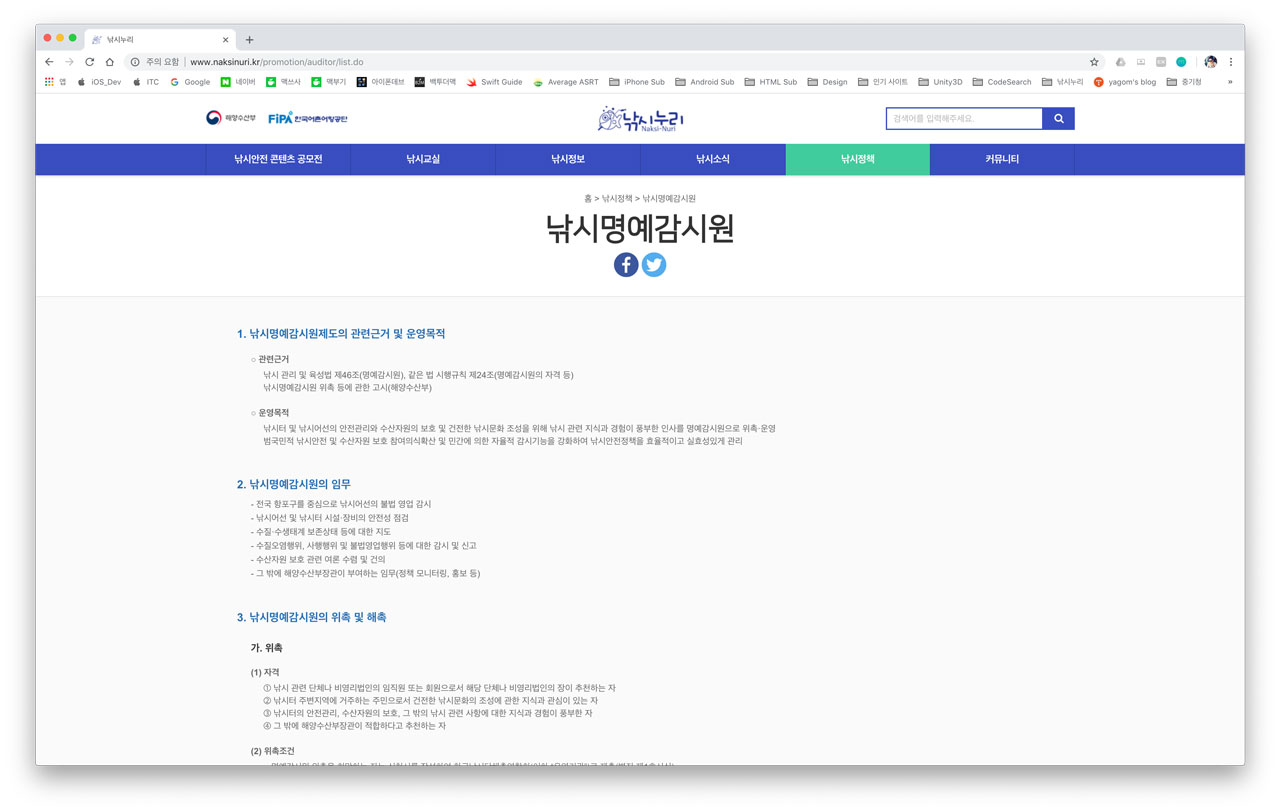 낚시누리
주의 요함 | www.naksinuri.kr/promotion/auditor/list.do
앱 iOS_Dev ITC Google 네이버 맥쓰사 맥부기 아이폰데브 백투더맥 Swift Guide Average ASRT iPhone Sub Android Sub HTML Sub Design 인기 사이트 Unity3D CodeSearch 낚시누리 yagom's blog 중기청 »
해양수산부 FiPA 한국어촌어항공단
낚시누리
Naksi-Nuri
검색어를 입력해주세요.
낚시안전 콘텐츠 공모전 낚시교실 낚시정보 낚시소식 낚시정책 커뮤니티
홈 > 낚시정책 > 낚시명예감시원
낚시명예감시원
1. 낚시명예감시원제도의 관련근거 및 운영목적
○ 관련근거
낚시 관리 및 육성법 제46조(명예감시원), 같은 법 시행규칙 제24조(명예감시원의 자격 등)
낚시명예감시원 위촉 등에 관한 고시(해양수산부)
○ 운영목적
낚시터 및 낚시어선의 안전관리와 수산자원의 보호 및 건전한 낚시문화 조성을 위해 낚시 관련 지식과 경험이 풍부한 인사를 명예감시원으로 위촉·운영
범국민적 낚시안전 및 수산자원 보호 참여의식확산 및 민간에 의한 자율적 감시기능을 강화하여 낚시안전정책을 효율적이고 실효성있게 관리
2. 낚시명예감시원의 임무
- 전국 항포구를 중심으로 낚시어선의 불법 영업 감시
- 낚시어선 및 낚시터 시설·장비의 안전성 점검
- 수질·수생태계 보존상태 등에 대한 지도
- 수질오염행위, 사행행위 및 불법영업행위 등에 대한 감시 및 신고
- 수산자원 보호 관련 여론 수렴 및 건의
- 그 밖에 해양수산부장관이 부여하는 임무(정책 모니터링, 홍보 등)
3. 낚시명예감시원의 위촉 및 해촉
가. 위촉
(1) 자격
① 낚시 관련 단체나 비영리법인의 임직원 또는 회원으로서 해당 단체나 비영리법인의 장이 추천하는 자
② 낚시터 주변지역에 거주하는 주민으로서 건전한 낚시문화의 조성에 관한 지식과 관심이 있는 자
③ 낚시터의 안전관리, 수산자원의 보호, 그 밖의 낚시 관련 사항에 대한 지식과 경험이 풍부한 자
④ 그 밖에 해양수산부장관이 적합하다고 추천하는 자
(2) 위촉조건